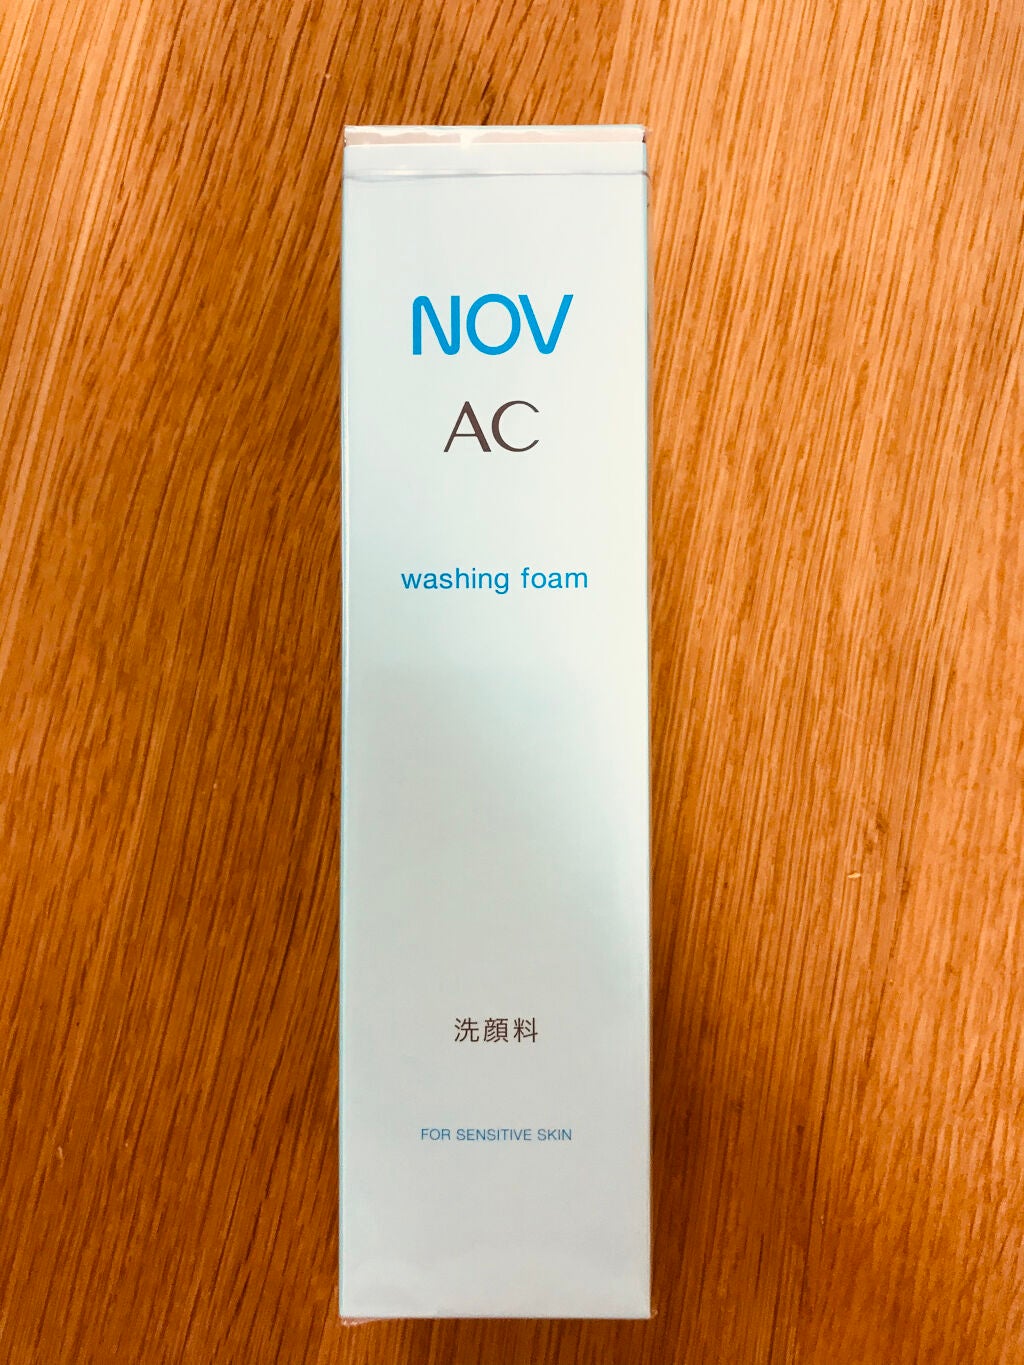 NOV
AC
washing foam
洗顔料
FOR SENSITIVE SKIN